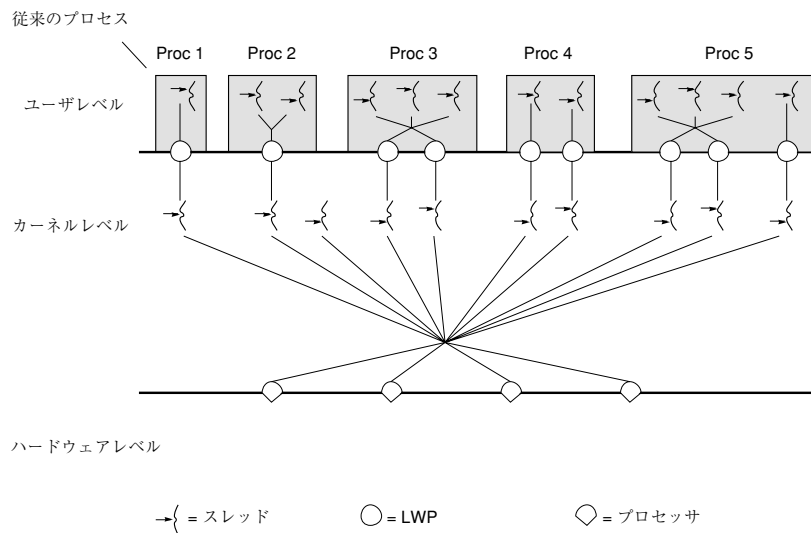 従来のプロセス
Proc 1 Proc 2 Proc 3 Proc 4 Proc 5
ユーザレベル
カーネルレベル
ハードウェアレベル
= スレッド = LWP = プロセッサ